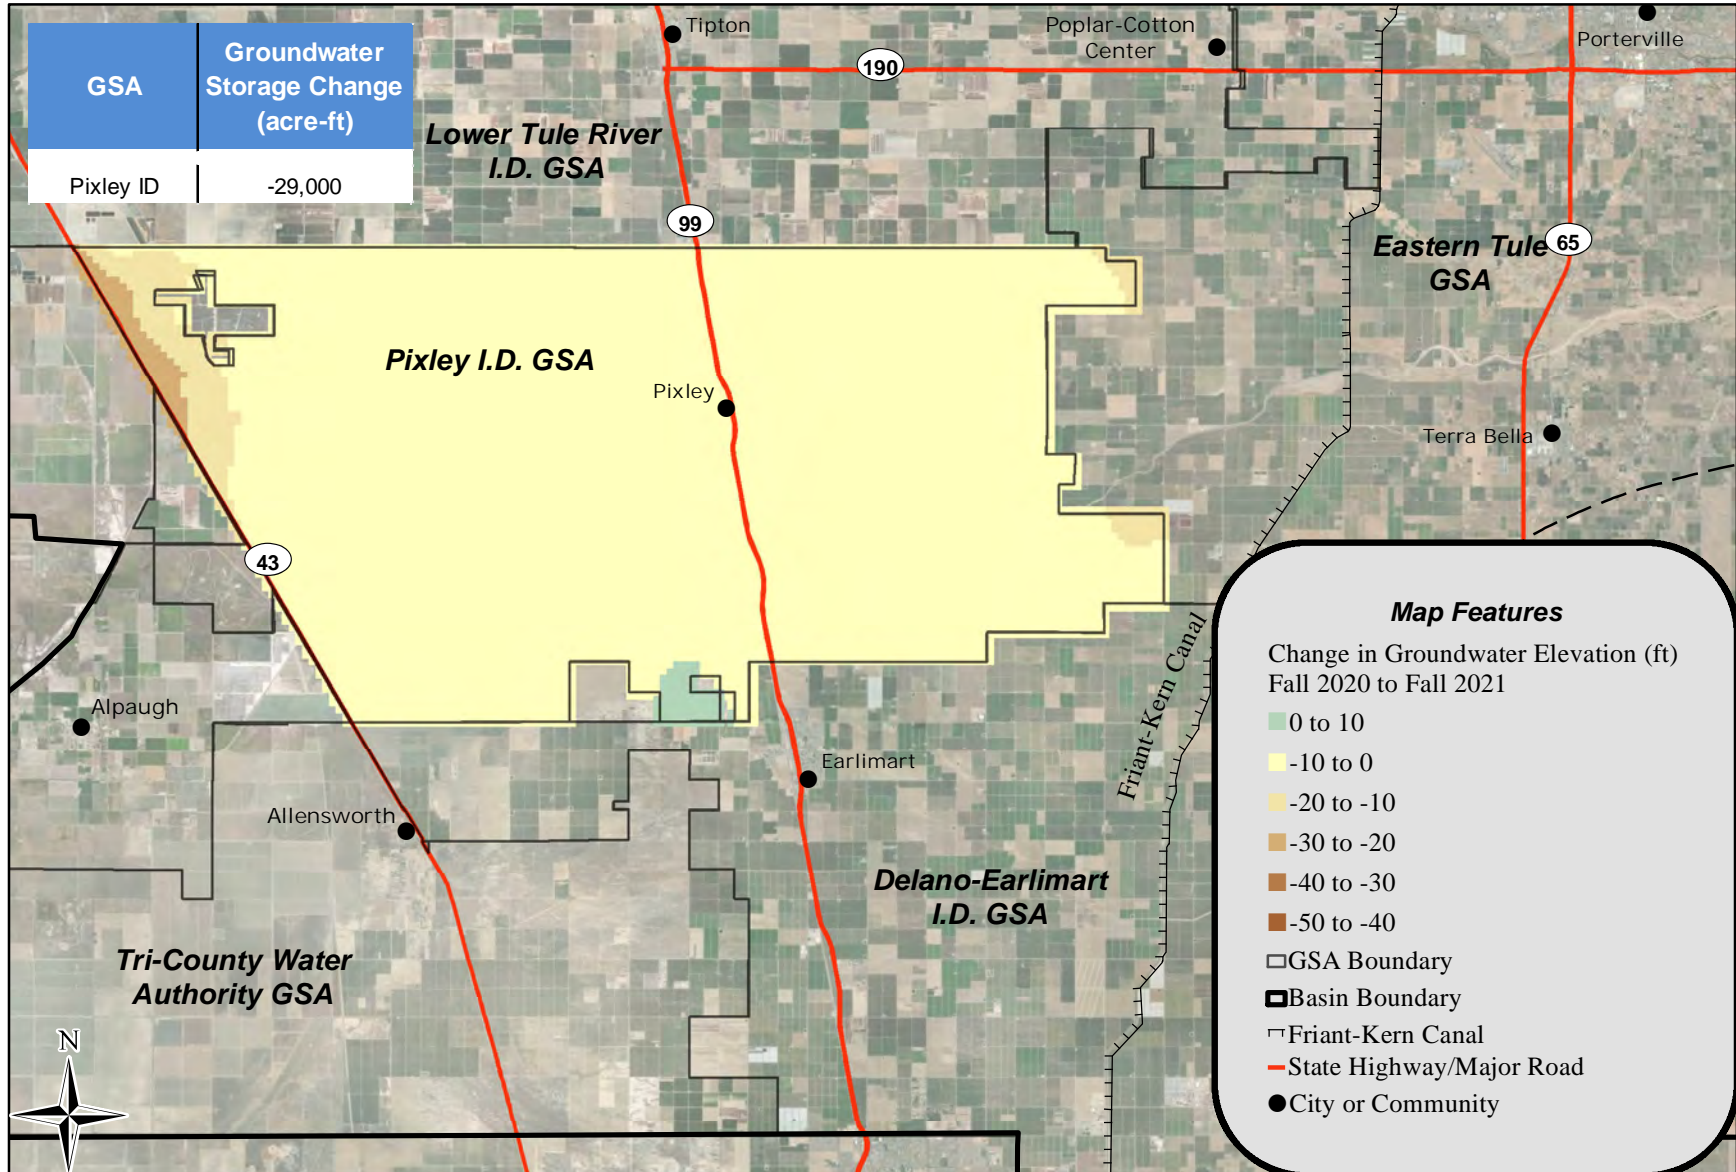 GSA
Groundwater
Storage Change
(acre-ft)
Pixley ID
-29,000
Tipton
Poplar-Cotton
Center
Porterville
190
Lower Tule River
I.D. GSA
99
Eastern Tule
GSA
65
Pixley I.D. GSA
Pixley
Terra Bella
43
Alpaugh
Allensworth
Earlimart
Friant-Kern Canal
Delano-Earlimart
I.D. GSA
Tri-County Water
Authority GSA
N
Map Features
Change in Groundwater Elevation (ft)
Fall 2020 to Fall 2021
0 to 10
-10 to 0
-20 to -10
-30 to -20
-40 to -30
-50 to -40
GSA Boundary
Basin Boundary
Friant-Kern Canal
State Highway/Major Road
City or Community